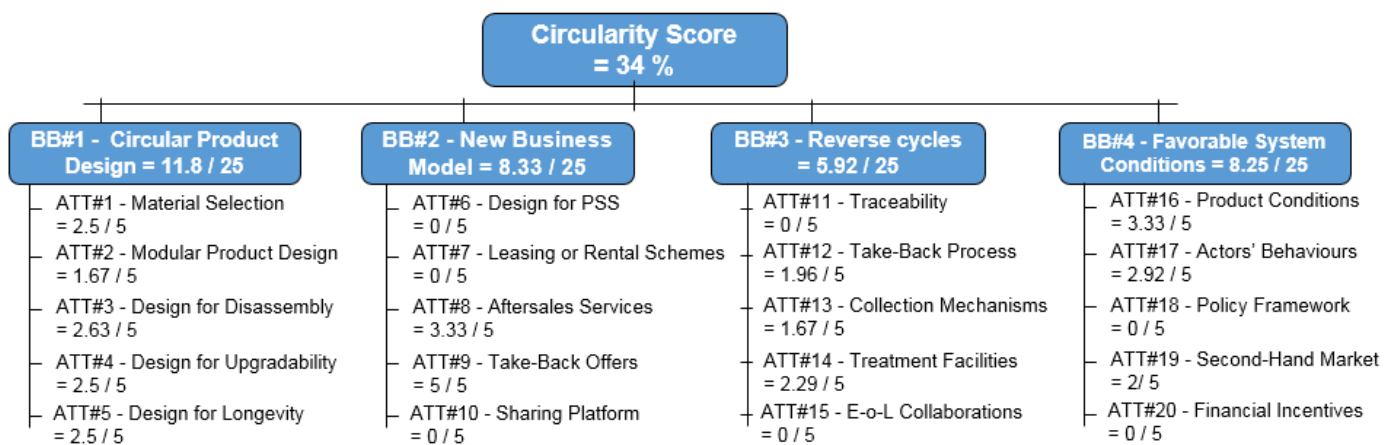 Circularity Score
= 34 %
BB#1 - Circular Product
Design = 11.8 / 25
ATT#1 - Material Selection
= 2.5 / 5
ATT#2 - Modular Product Design
= 1.67 / 5
ATT#3 - Design for Disassembly
= 2.63 / 5
ATT#4 - Design for Upgradability
= 2.5 / 5
ATT#5 - Design for Longevity
= 2.5 / 5
BB#2 - New Business
Model = 8.33 / 25
ATT#6 - Design for PSS
= 0 / 5
ATT#7 - Leasing or Rental Schemes
= 0 / 5
ATT#8 - Aftersales Services
= 3.33 / 5
ATT#9 - Take-Back Offers
= 5 / 5
ATT#10 - Sharing Platform
= 0 / 5
BB#3 - Reverse cycles
= 5.92 / 25
ATT#11 - Traceability
= 0 / 5
ATT#12 - Take-Back Process
= 1.96 / 5
ATT#13 - Collection Mechanisms
= 1.67 / 5
ATT#14 - Treatment Facilities
= 2.29 / 5
ATT#15 - E-o-L Collaborations
= 0 / 5
BB#4 - Favorable System
Conditions = 8.25 / 25
ATT#16 - Product Conditions
= 3.33 / 5
ATT#17 - Actors' Behaviours
= 2.92 / 5
ATT#18 - Policy Framework
= 0 / 5
ATT#19 - Second-Hand Market
= 2/ 5
ATT#20 - Financial Incentives
= 0 / 5